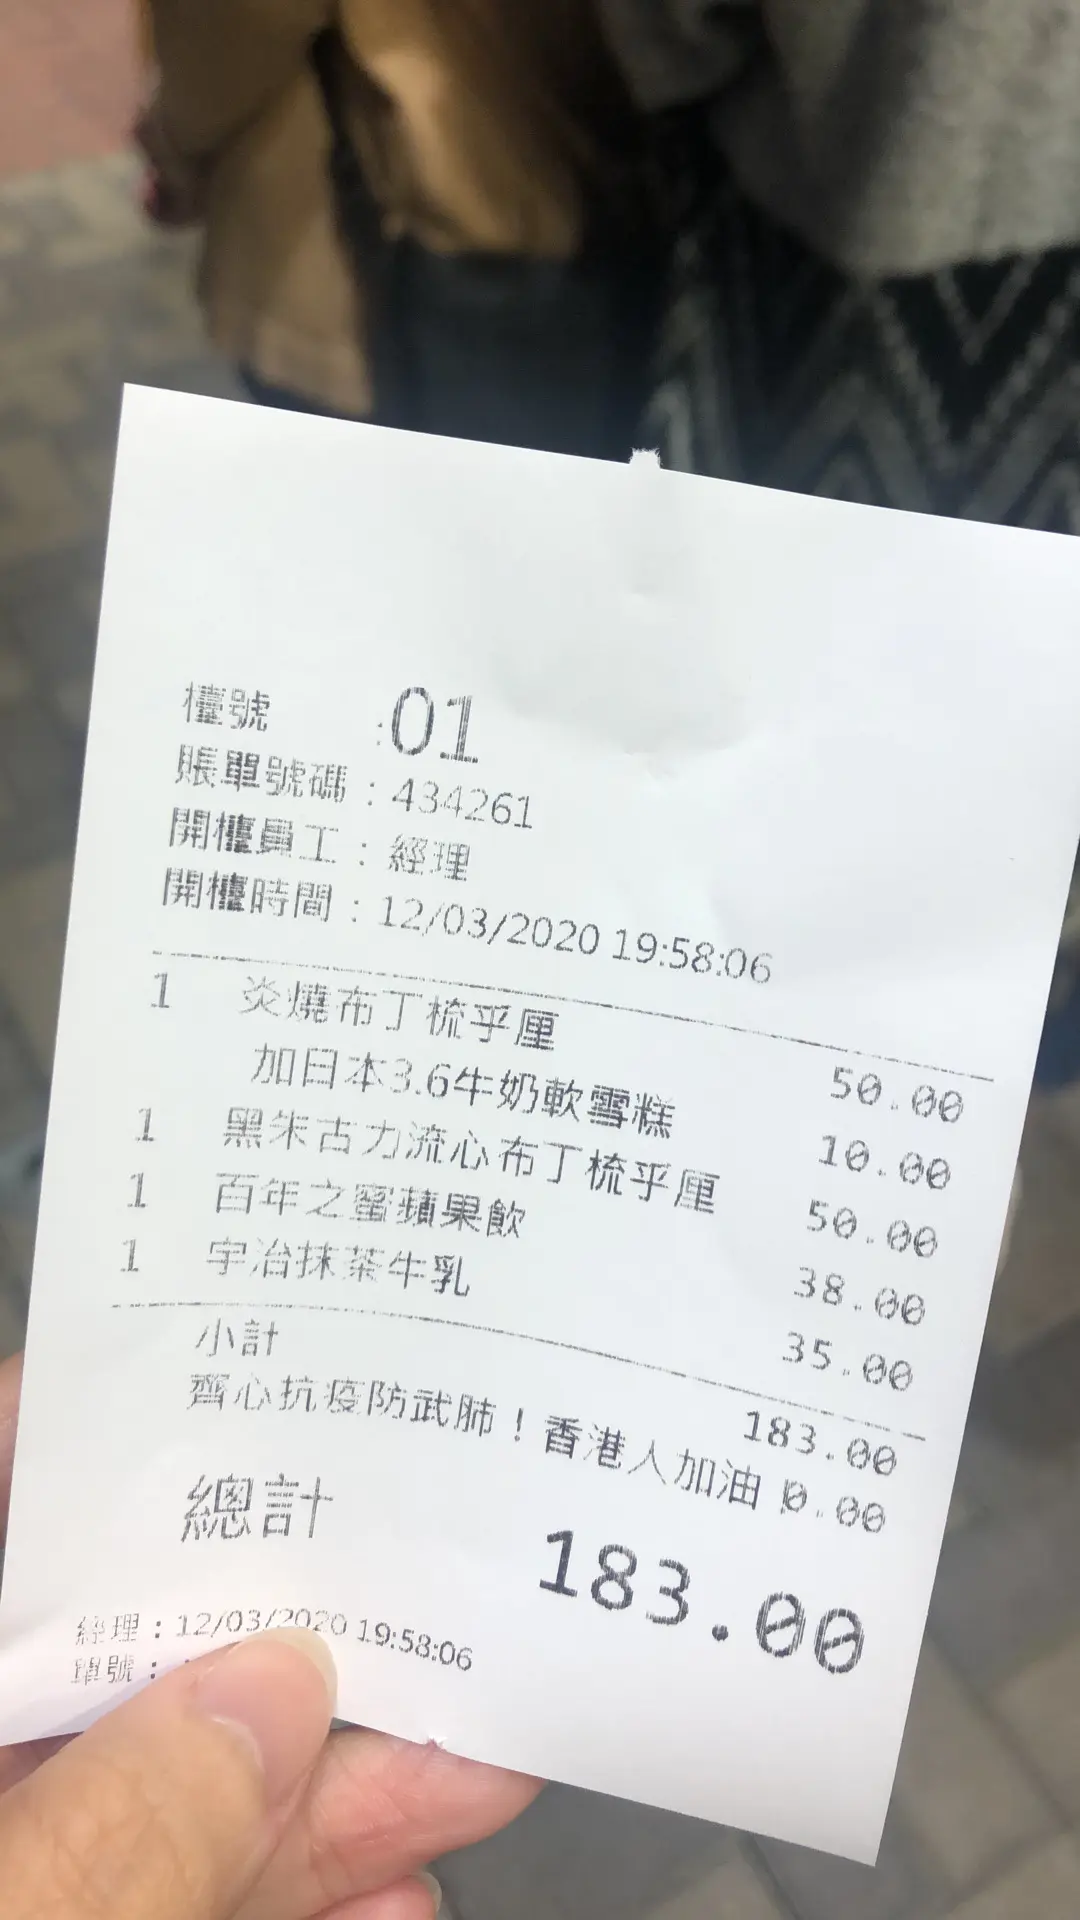 檯號 :01
賬單號碼 : 434261
開檯員工 : 經理
開檯時間 : 12/03/2020 19:58:06
1 炎燒布丁梳乎厘 50.00
加日本3.6牛奶軟雪糕 10.00
1 黑朱古力流心布丁梳乎厘 50.00
1 百年之蜜蘋果飲 38.00
1 宇治抹茶牛乳 35.00
小計 183.00
齊心抗疫防武肺！香港人加油 0.00
總計 183.00
經理 : 12/03/2020 19:58:06
單號 :